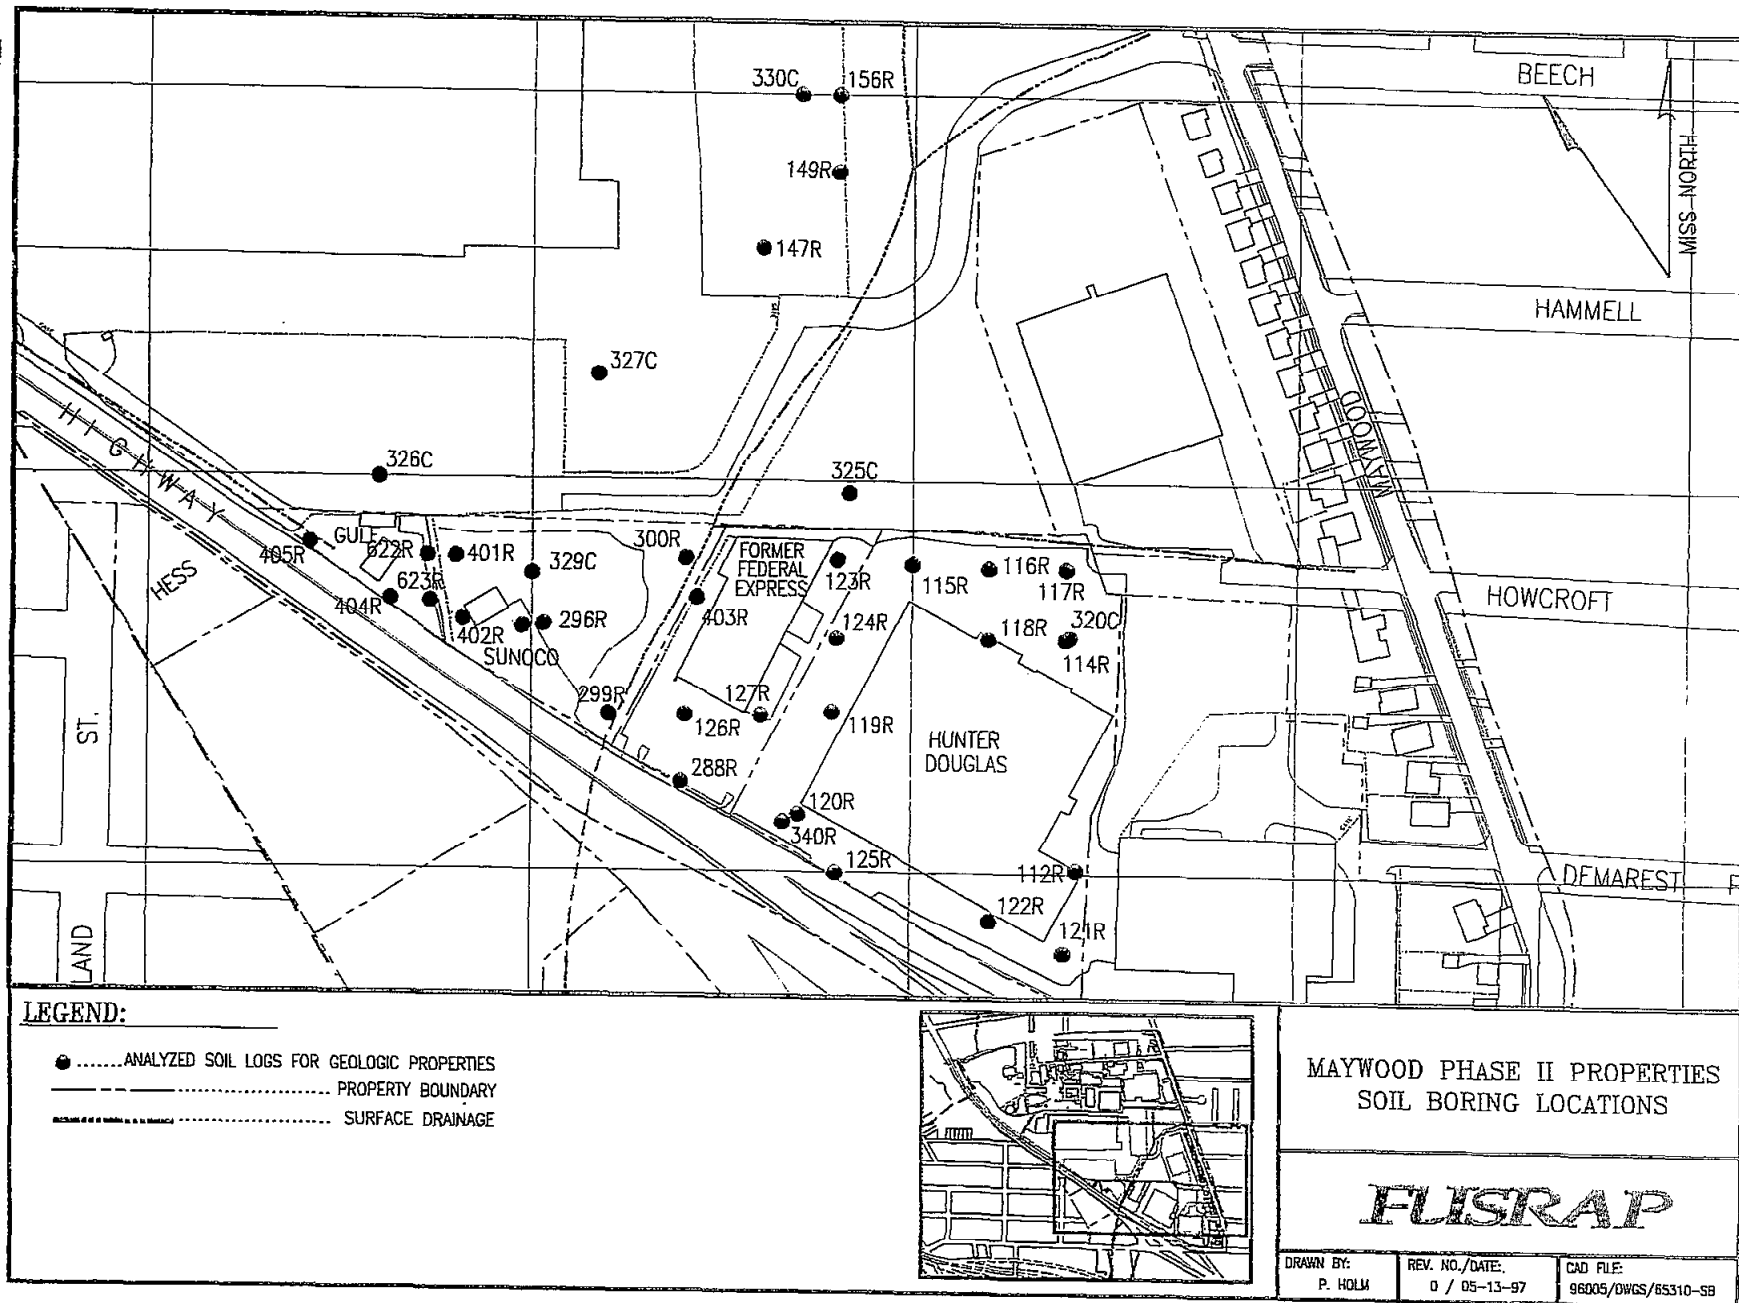 330C
156R
BEECH
149R
MISS-NORTH
147R
HAMMELL
327C
HIGHWAY
MAYWOOD
326C
325C
GULF
405R
622R
401R
329C
300R
FORMER
FEDERAL
EXPRESS
123R
115R
116R
117R
HESS
623R
404R
402R
296R
403R
HOWCROFT
124R
118R
320C
114R
SUNOCO
299R
127R
126R
119R
ST.
HUNTER
DOUGLAS
288R
120R
340R
125R
112R
DEMAREST
122R
121R
LAND
LEGEND:
........ANALYZED SOIL LOGS FOR GEOLOGIC PROPERTIES
PROPERTY BOUNDARY
SURFACE DRAINAGE
MAYWOOD PHASE II PROPERTIES
SOIL BORING LOCATIONS
FUSRAP
DRAWN BY:
P. HOLM
REV. NO./DATE:
0 / 05-13-97
CAD FILE:
96005/DWGS/65310-SB